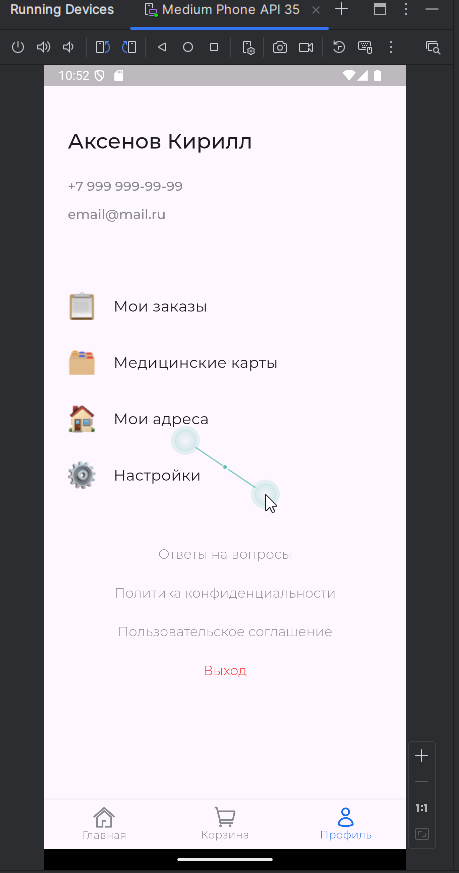 Running Devices
Medium Phone API 35
10:52
Аксенов Кирилл
+7 999 999-99-99
email@mail.ru
Мои заказы
Медицинские карты
Мои адреса
Настройки
Ответы на вопросы
Политика конфиденциальности
Пользовательское соглашение
Выход
1:1
Главная
Корзина
Профиль